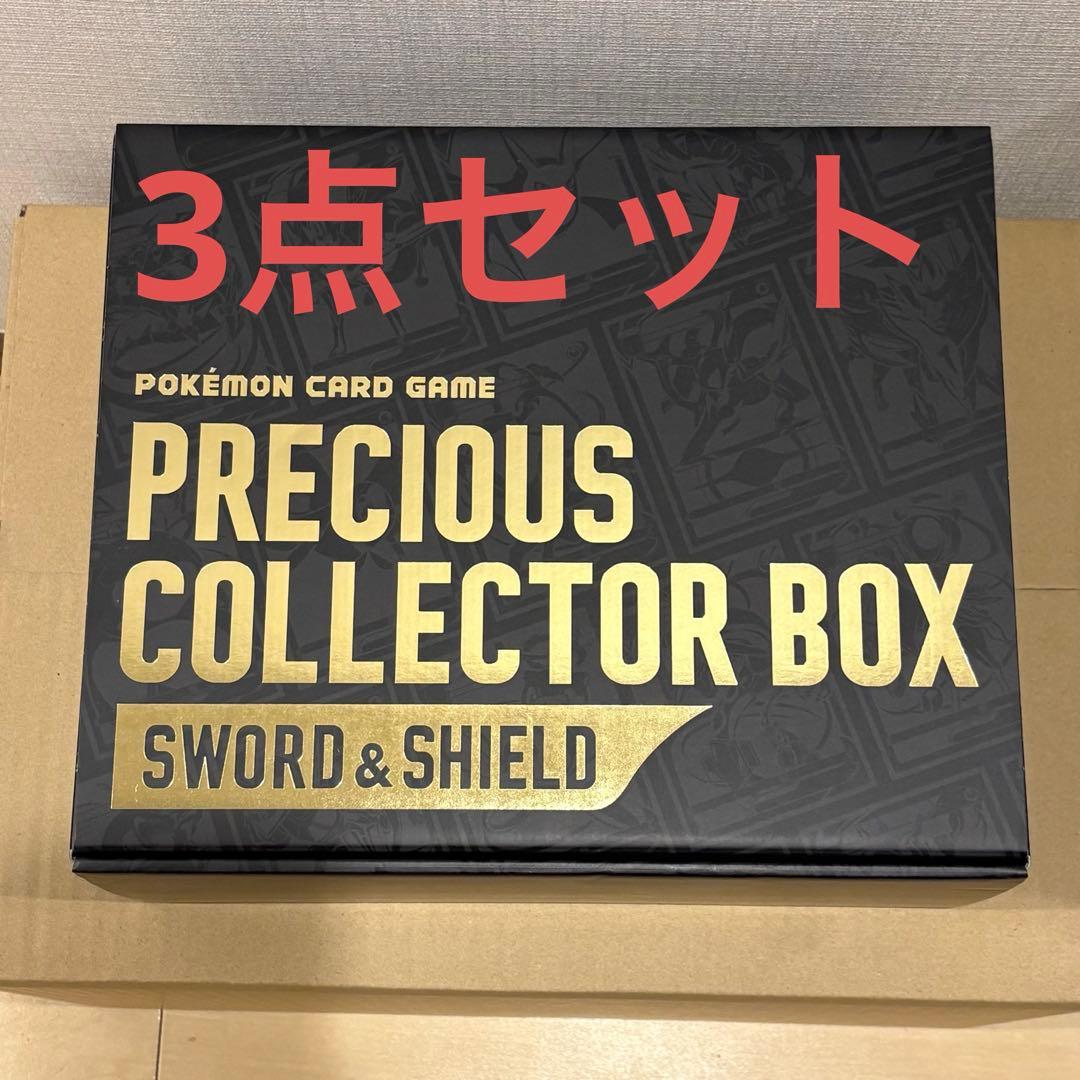 3点セット
POKÉMON CARD GAME
PRECIOUS
COLLECTOR BOX
SWORD & SHIELD